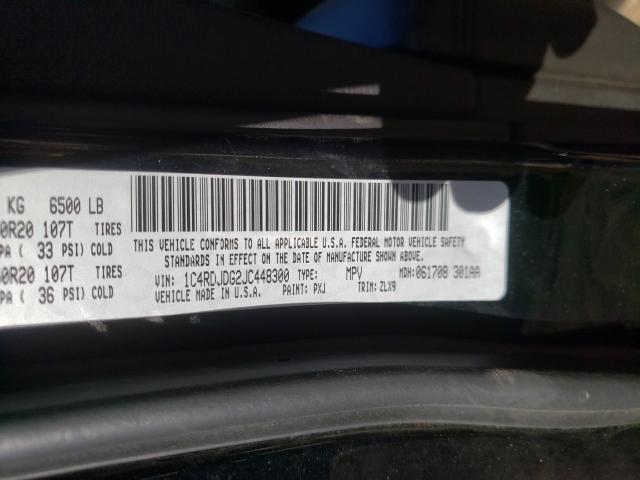 KG 6500 LB
0R20 107T TIRES
PA ( 33 PSI) COLD
0R20 107T TIRES
PA ( 36 PSI) COLD
THIS VEHICLE CONFORMS TO ALL APPLICABLE U.S.A. FEDERAL MOTOR VEHICLE SAFETY
STANDARDS IN EFFECT ON THE DATE OF MANUFACTURE SHOWN ABOVE.
VIN: 1C4RDJDG2JC448300 TYPE: MPV MDH: 061708 301AA
VEHICLE MADE IN U.S.A. PAINT: PXJ TRIM: ZLX9